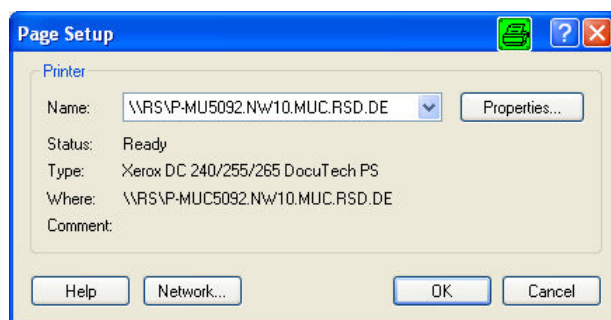 Page Setup
Printer
Name: \\RS\P-MU5092.NW10.MUC.RSD.DE Properties...
Status: Ready
Type: Xerox DC 240/255/265 DocuTech PS
Where: \\RS\P-MUC5092.NW10.MUC.RSD.DE
Comment:
Help Network... OK Cancel